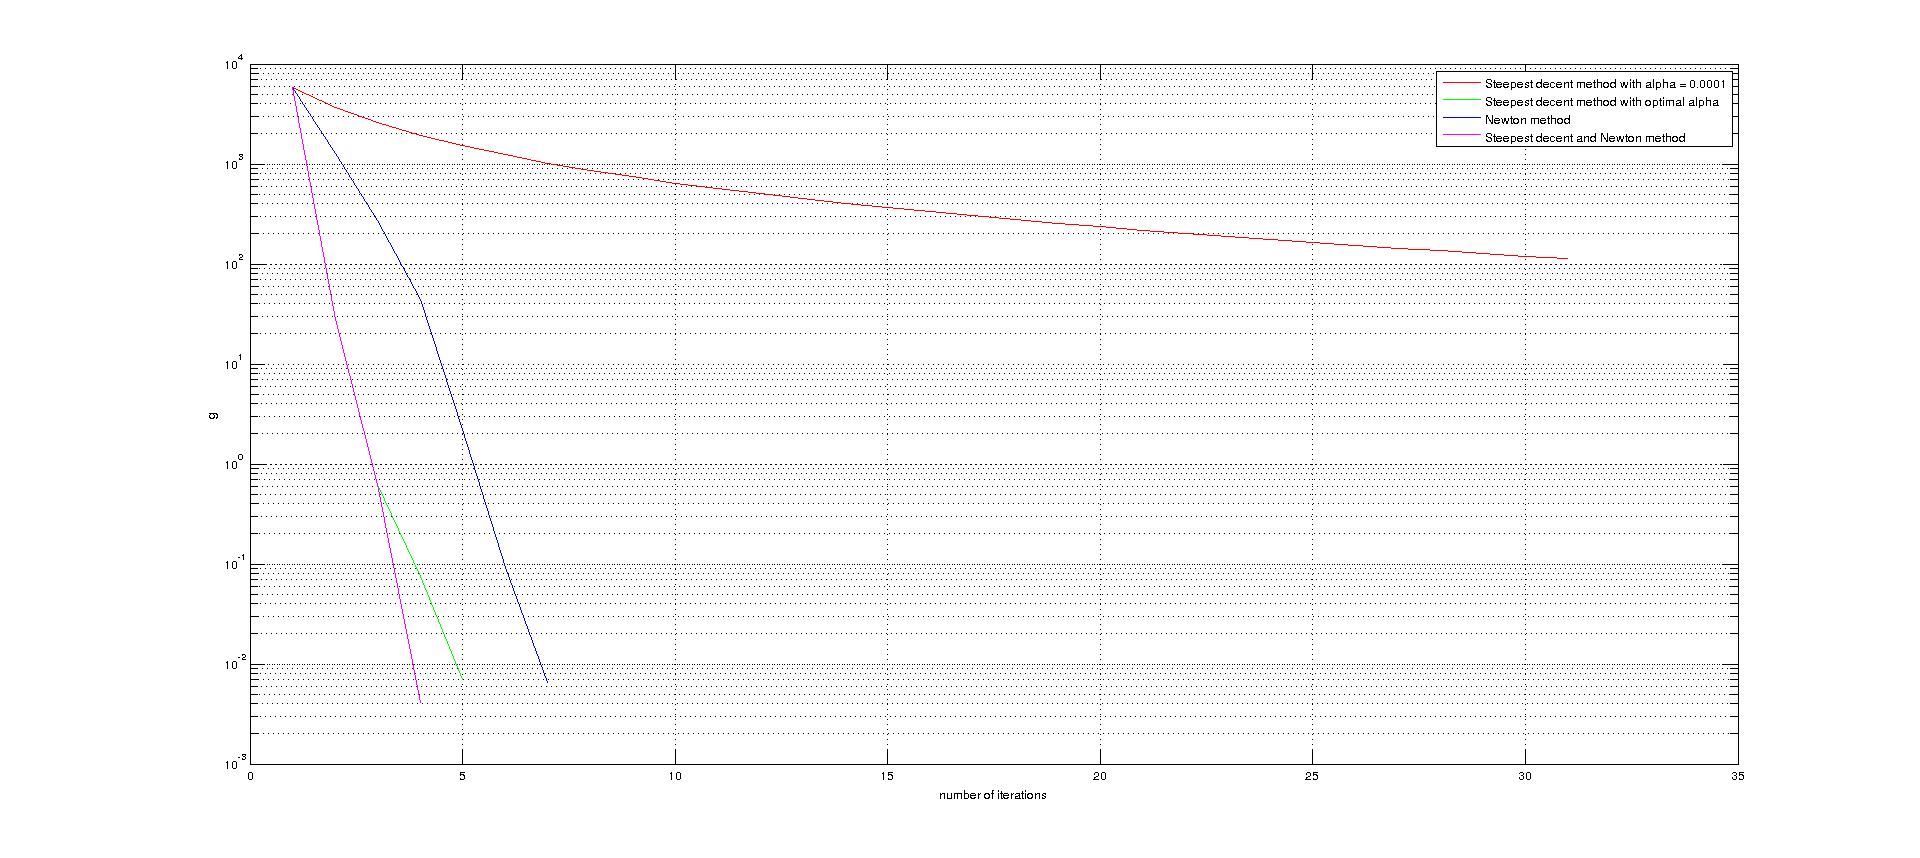 10^4
Steepest decent method with alpha = 0.0001
Steepest decent method with optimal alpha
Newton method
Steepest decent and Newton method
10^3
10^2
10^1
g
10^0
10^-1
10^-2
10^-3
0 5 10 15 20 25 30 35
number of iterations